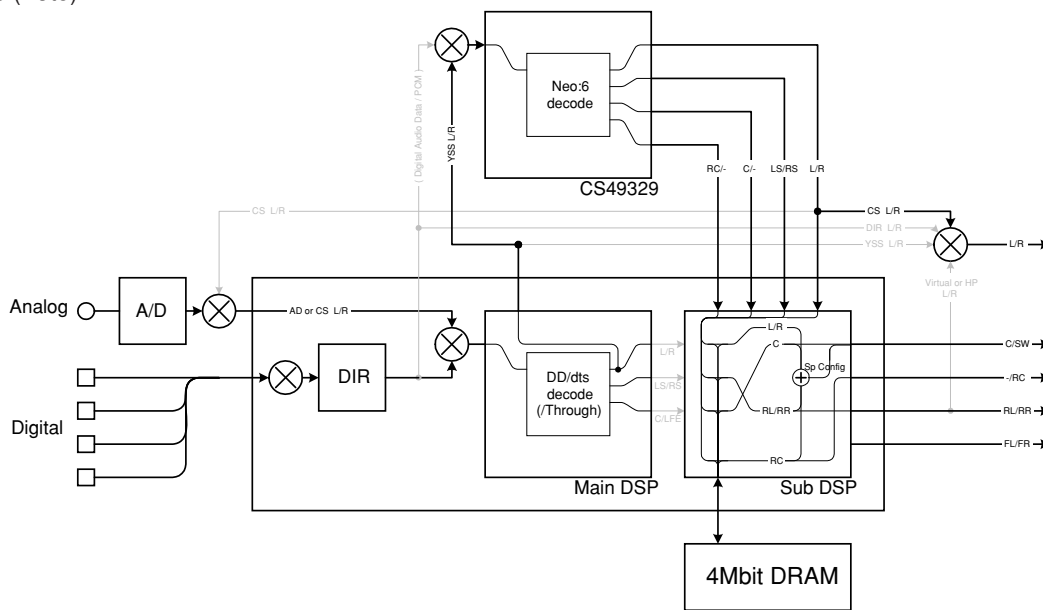 Neo:6
decode
CS49329
( Digital Audio Data / PCM )
YSS L/R
RC/-
C/-
LS/RS
L/R
CS L/R
CS L/R
DIR L/R
YSS L/R
L/R
Virtual or HP
L/R
Analog
A/D
AD or CS L/R
DIR
Digital
DD/dts
decode
(/Through)
Main DSP
L/R
LS/RS
C/LFE
L/R
C
Sp Config
RL/RR
RC
Sub DSP
C/SW
-/RC
RL/RR
FL/FR
4Mbit DRAM